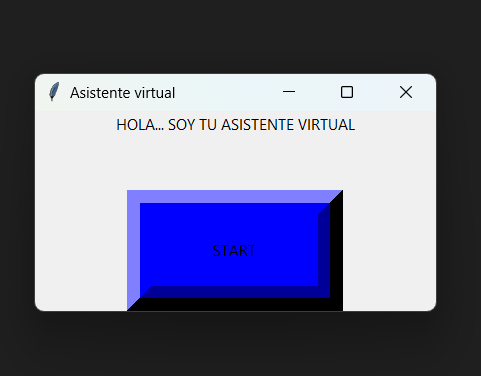 Asistente virtual
HOLA... SOY TU ASISTENTE VIRTUAL
START